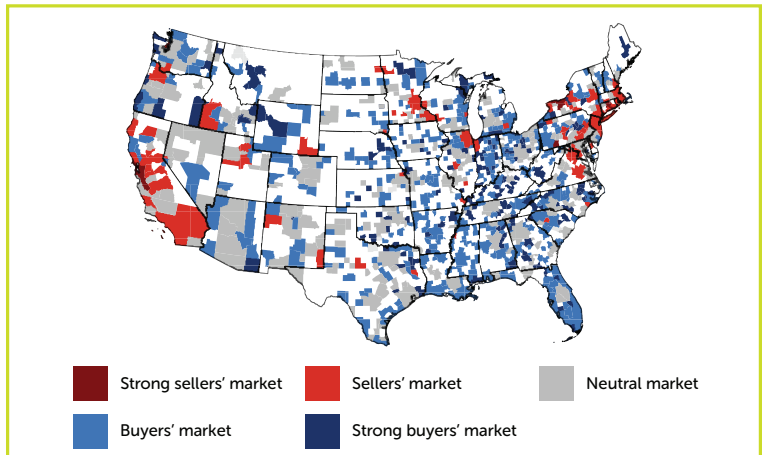 Strong sellers’ market
Sellers’ market
Neutral market
Buyers’ market
Strong buyers’ market